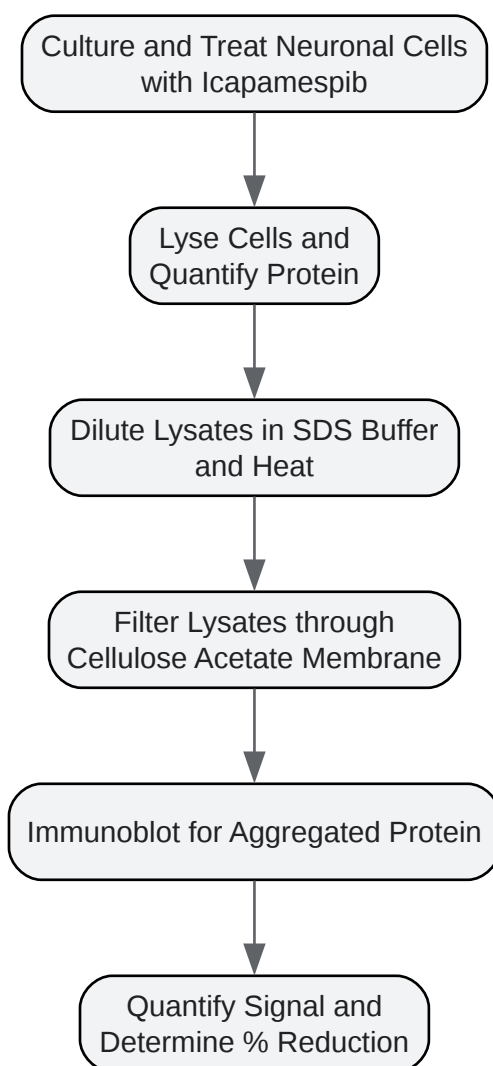 Culture and Treat Neuronal Cells
with Icapamespib
Lyse Cells and
Quantify Protein
Dilute Lysates in SDS Buffer
and Heat
Filter Lysates through
Cellulose Acetate Membrane
Immunoblot for Aggregated Protein
Quantify Signal and
Determine % Reduction